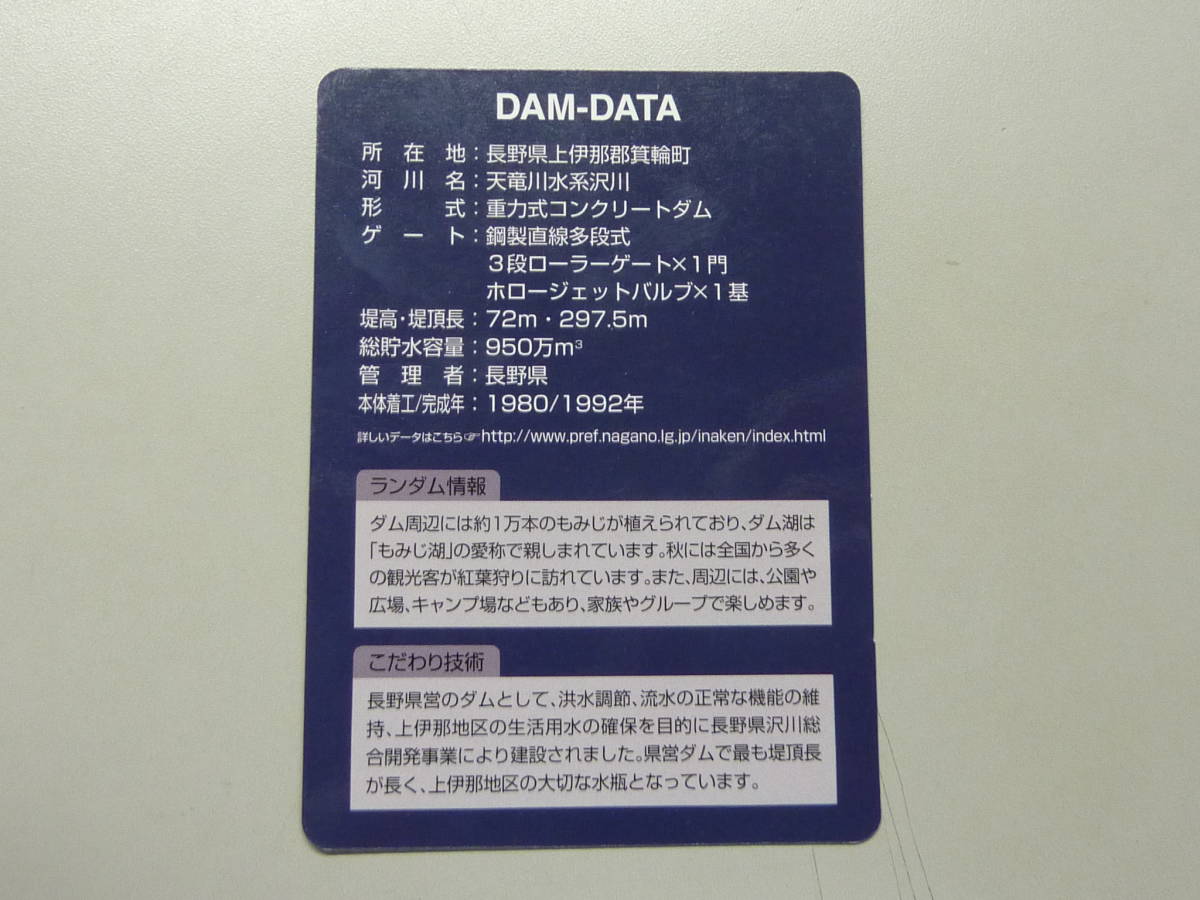 DAM-DATA
所在地：長野県上伊那郡箕輪町
河川名：天竜川水系沢川
形式：重力式コンクリートダム
ゲート：鋼製直線多段式
３段ローラーゲート×１門
ホロージェットバルブ×１基
堤高・堤頂長：72m・297.5m
総貯水容量：950万m³
管理者：長野県
本体着工/完成年：1980/1992年
詳しいデータはこちら☞http://www.pref.nagano.lg.jp/inaken/index.html
ランダム情報
ダム周辺には約1万本のもみじが植えられており、ダム湖は
「もみじ湖」の愛称で親しまれています。秋には全国から多く
の観光客が紅葉狩りに訪れています。また、周辺には、公園や
広場、キャンプ場などもあり、家族やグループで楽しめます。
こだわり技術
長野県営のダムとして、洪水調節、流水の正常な機能の維
持、上伊那地区の生活用水の確保を目的に長野県沢川総
合開発事業により建設されました。県営ダムで最も堤頂長
が長く、上伊那地区の大切な水瓶となっています。